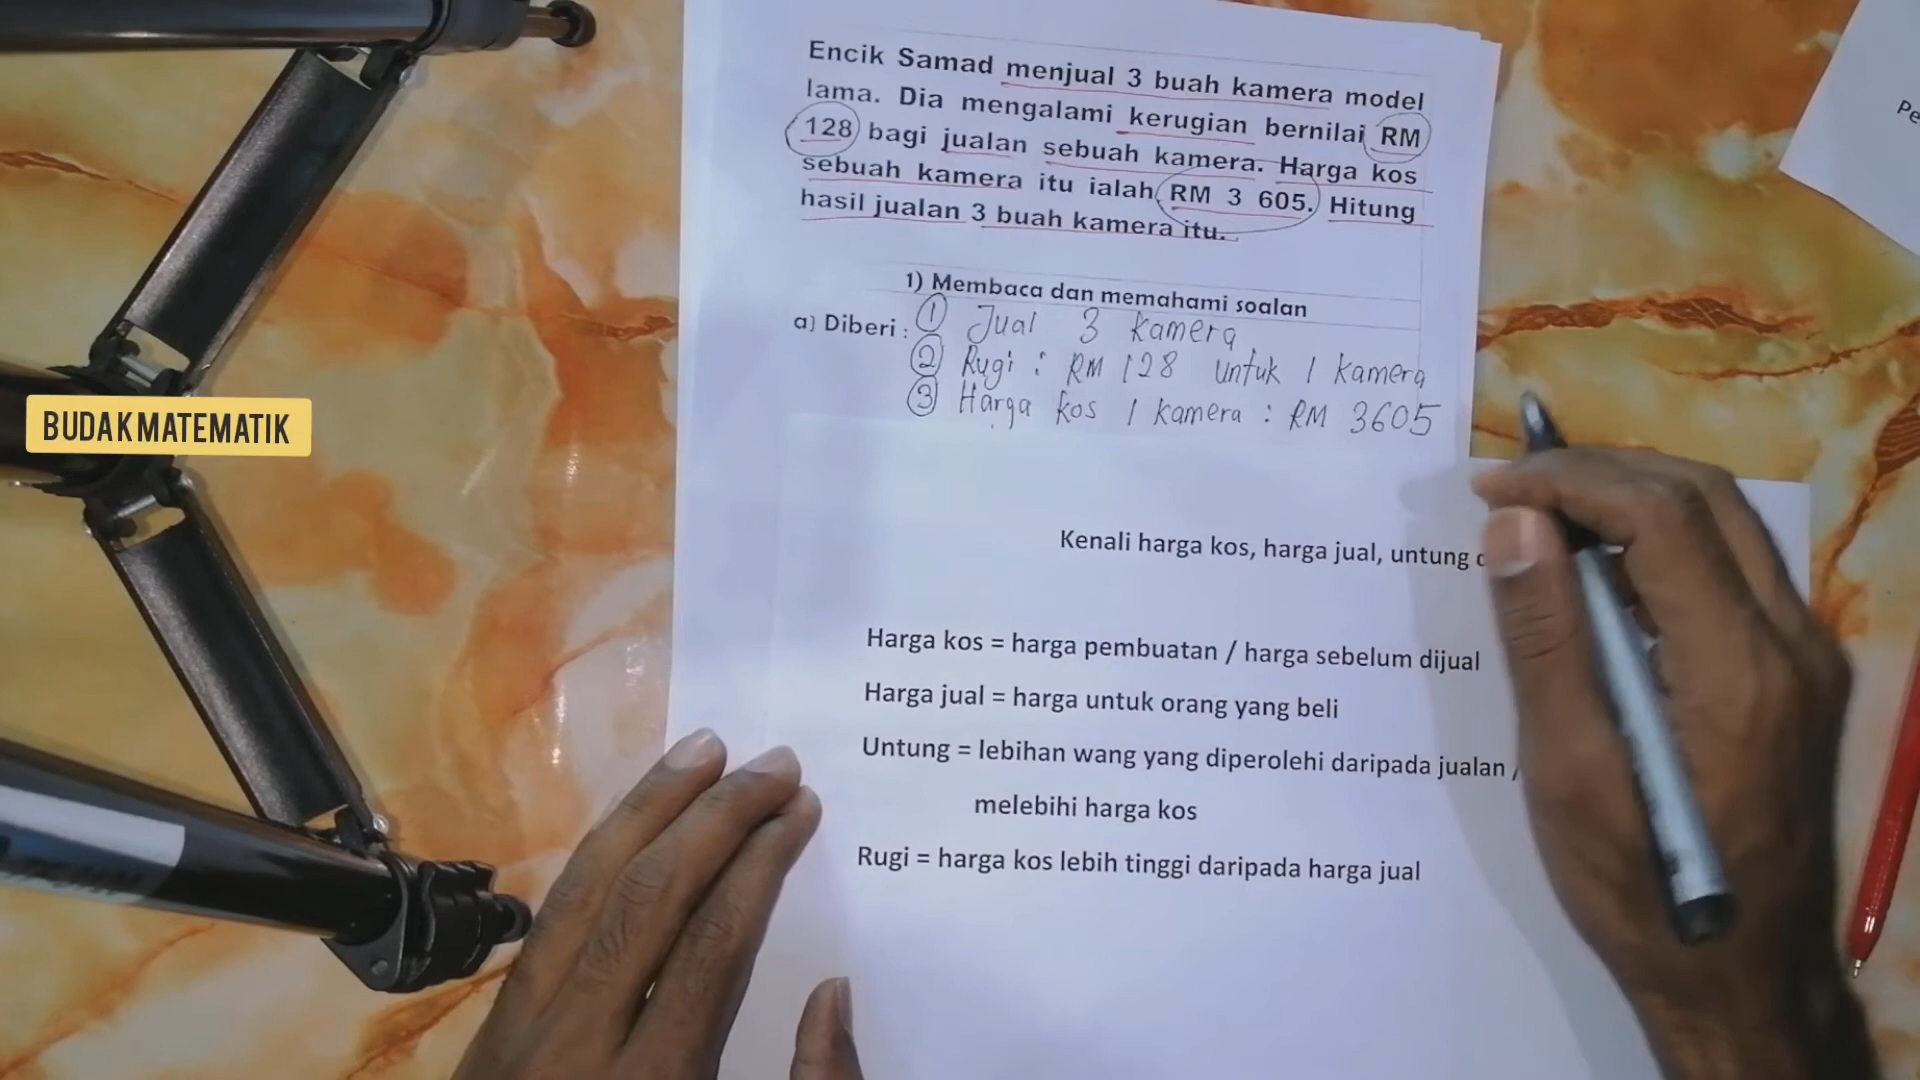 Encik Samad menjual 3 buah kamera model
lama. Dia mengalami kerugian bernilai RM
128 bagi jualan sebuah kamera. Harga kos
sebuah kamera itu ialah RM 3 605. Hitung
hasil jualan 3 buah kamera itu.
1) Membaca dan memahami soalan
a) Diberi : ① Jual 3 kamera
② Rugi : RM 128 untuk 1 kamera
③ Harga kos 1 kamera : RM 3605
BUDAK MATEMATIK
Kenali harga kos, harga jual, untung
Harga kos = harga pembuatan / harga sebelum dijual
Harga jual = harga untuk orang yang beli
Untung = lebihan wang yang diperolehi daripada jualan /
melebihi harga kos
Rugi = harga kos lebih tinggi daripada harga jual